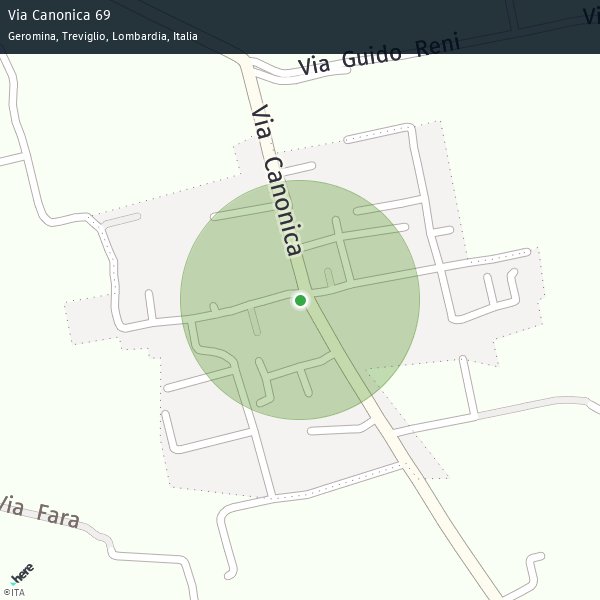 Via Canonica 69
Geromina, Treviglio, Lombardia, Italia
Via Guido Reni
Via Canonica
Via Fara
here
©ITA